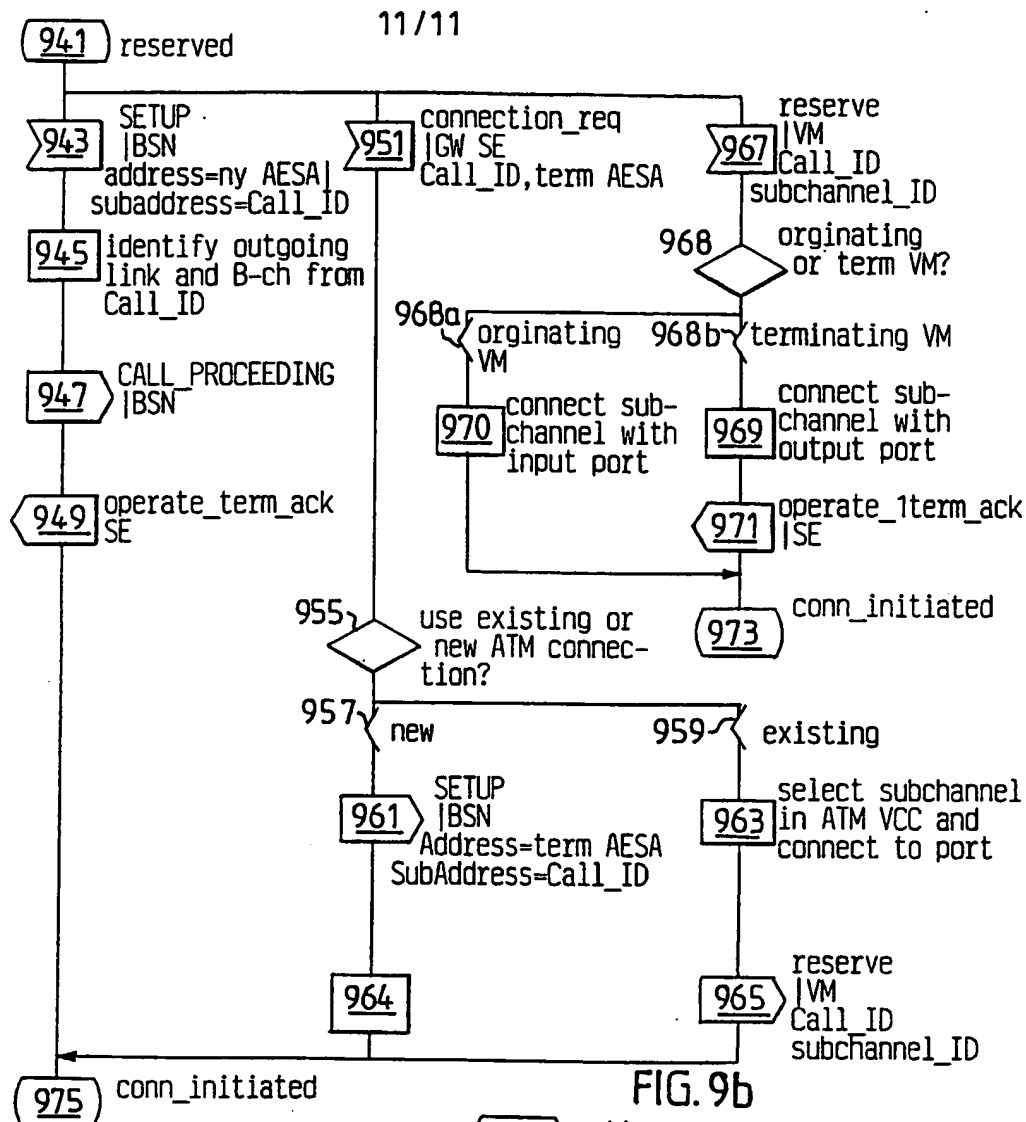 11/11
941 reserved
943 SETUP
|BSN
address=ny AESA|
subaddress=Call_ID
945 identify outgoing
link and B-ch from
Call_ID
947 CALL_PROCEEDING
|BSN
949 operate_term_ack
SE
951 connection_req
|GW SE
Call_ID,term AESA
967 reserve
|VM
Call_ID
subchannel_ID
968 orginating
or term VM?
968a orginating
VM
968b terminating VM
970 connect sub-
channel with
input port
969 connect sub-
channel with
output port
971 operate_1term_ack
|SE
973 conn_initiated
955 use existing or
new ATM connec-
tion?
957 new
959 existing
961 SETUP
|BSN
Address=term AESA
SubAddress=Call_ID
963 select subchannel
in ATM VCC and
connect to port
964
965 reserve
|VM
Call_ID
subchannel_ID
975 conn_initiated
FIG. 9b